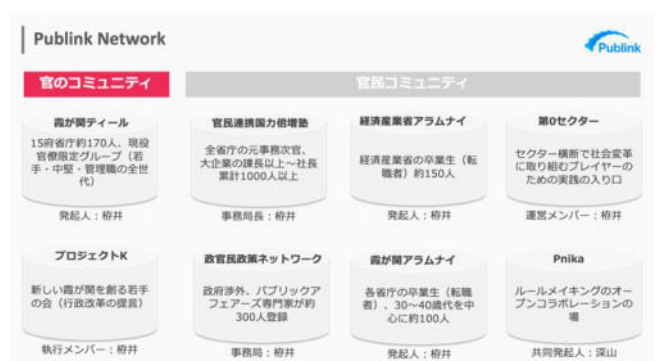 Publink Network
Publink
官のコミュニティ
官民コミュニティ
霞が関ティール
15府省庁約170人、現役
官僚限定グループ（若
手・中堅・管理職の全世
代）
発起人：栫井
官民連携国力倍増塾
全省庁の元事務次官、
大企業の課長以上～社長
累計1000人以上
事務局長：栫井
経済産業省アラムナイ
経済産業省の卒業生（転
職者）約150人
発起人：栫井
第0セクター
セクター横断で社会変革
に取り組むプレイヤーの
ための実践の入り口
運営メンバー：栫井
プロジェクトK
新しい霞が関を創る若手
の会（行政改革の提言）
執行メンバー：栫井
政官民政策ネットワーク
政府渉外、パブリックア
フェアーズ専門家が約
300人登録
事務局：栫井
霞が関アラムナイ
各省庁の卒業生（転職
者）、30～40歳代を中
心に約100人
発起人：栫井
Pnika
ルールメイキングのオー
プンコラボレーションの
場
共同発起人：深山